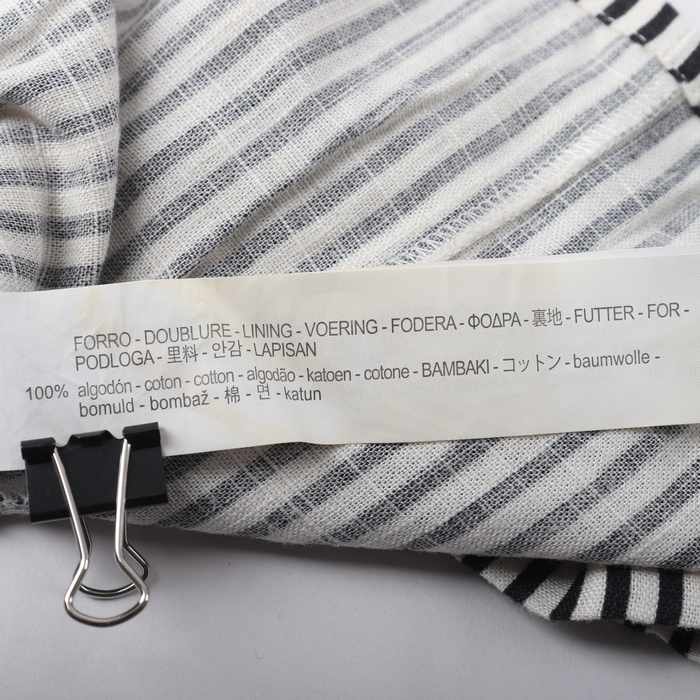 FORRO - DOUBLURE - LINING - VOERING - FODERA - ΦΟΔΡΑ - 裏地 - FUTTER - FOR -
PODLOGA - 里料 - 안감 - LAPISAN
100% algodón - coton - cotton - algodão - katoen - cotone - BAMBAKI - コットン - baumwolle -
bomuld - bombaž - 棉 - 면 - katun